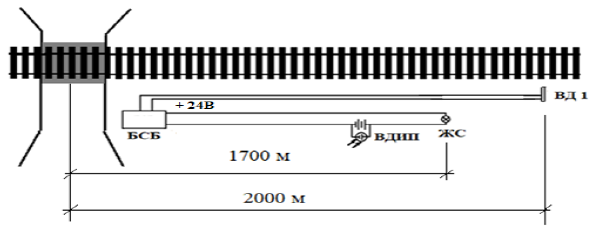 ВД 1
+ 24В
БСБ
ВДИП
ЖС
1700 м
2000 м